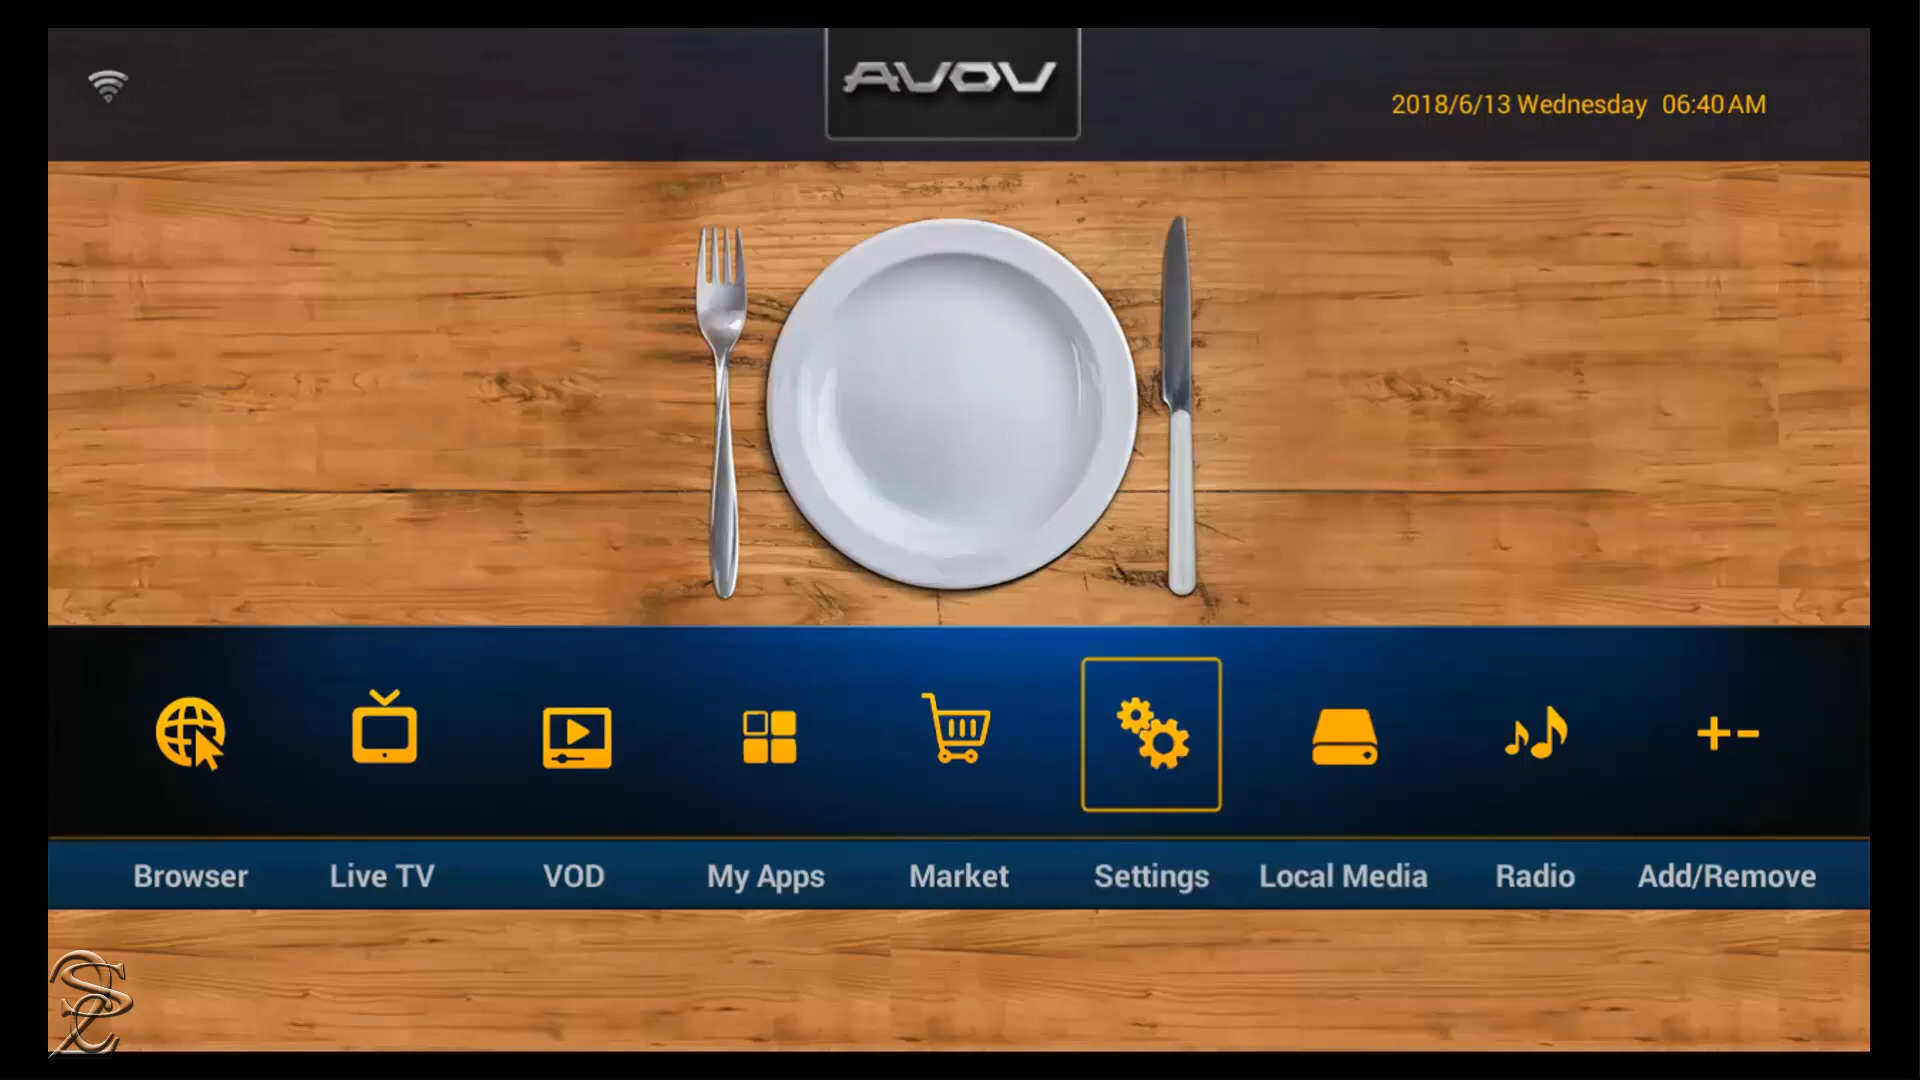 AVOV
2018/6/13 Wednesday 06:40 AM
Browser
Live TV
VOD
My Apps
Market
Settings
Local Media
Radio
Add/Remove